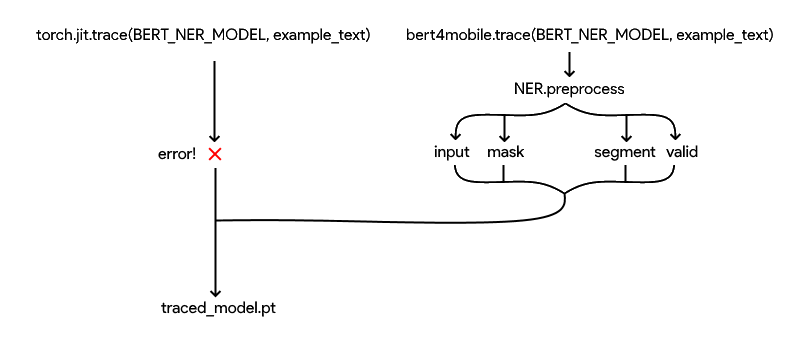 torch.jit.trace(BERT_NER_MODEL, example_text)
bert4mobile.trace(BERT_NER_MODEL, example_text)
NER.preprocess
error!
input
mask
segment
valid
traced_model.pt